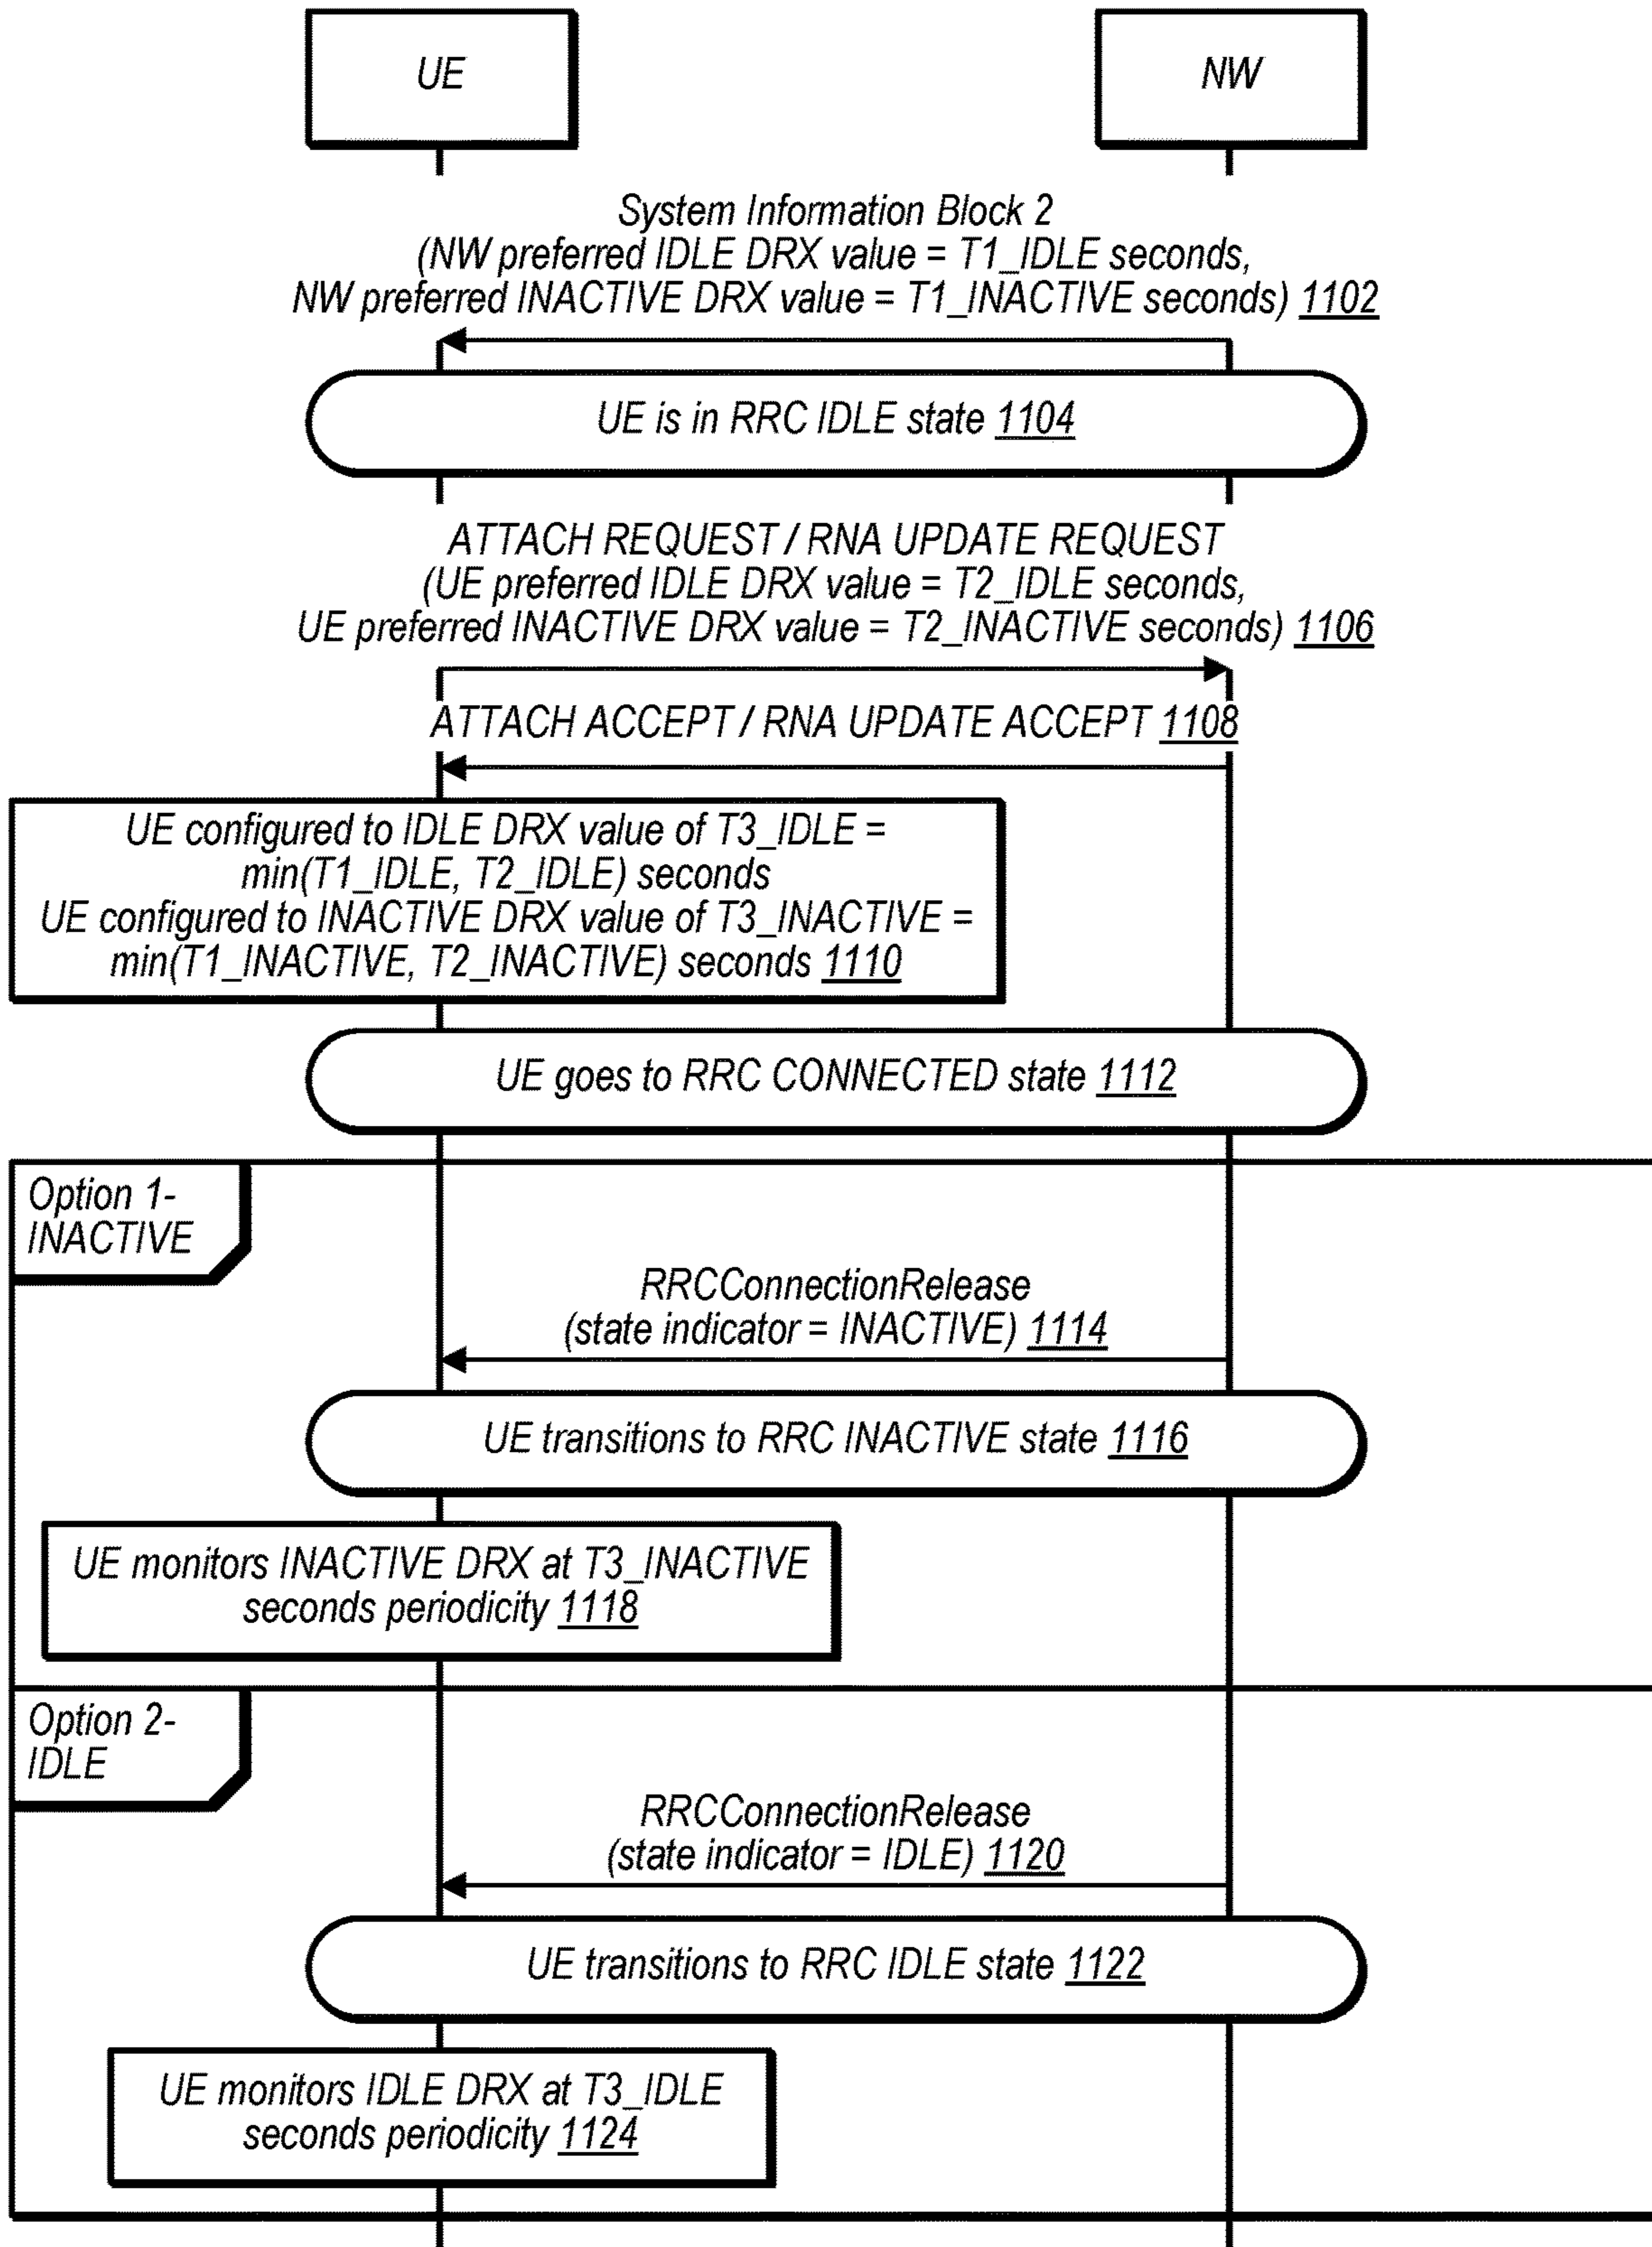 UE
NW
System Information Block 2
(NW preferred IDLE DRX value = T1_IDLE seconds,
NW preferred INACTIVE DRX value = T1_INACTIVE seconds) 1102
UE is in RRC IDLE state 1104
ATTACH REQUEST / RNA UPDATE REQUEST
(UE preferred IDLE DRX value = T2_IDLE seconds,
UE preferred INACTIVE DRX value = T2_INACTIVE seconds) 1106
ATTACH ACCEPT / RNA UPDATE ACCEPT 1108
UE configured to IDLE DRX value of T3_IDLE =
min(T1_IDLE, T2_IDLE) seconds
UE configured to INACTIVE DRX value of T3_INACTIVE =
min(T1_INACTIVE, T2_INACTIVE) seconds 1110
UE goes to RRC CONNECTED state 1112
Option 1-
INACTIVE
RRCConnectionRelease
(state indicator = INACTIVE) 1114
UE transitions to RRC INACTIVE state 1116
UE monitors INACTIVE DRX at T3_INACTIVE
seconds periodicity 1118
Option 2-
IDLE
RRCConnectionRelease
(state indicator = IDLE) 1120
UE transitions to RRC IDLE state 1122
UE monitors IDLE DRX at T3_IDLE
seconds periodicity 1124